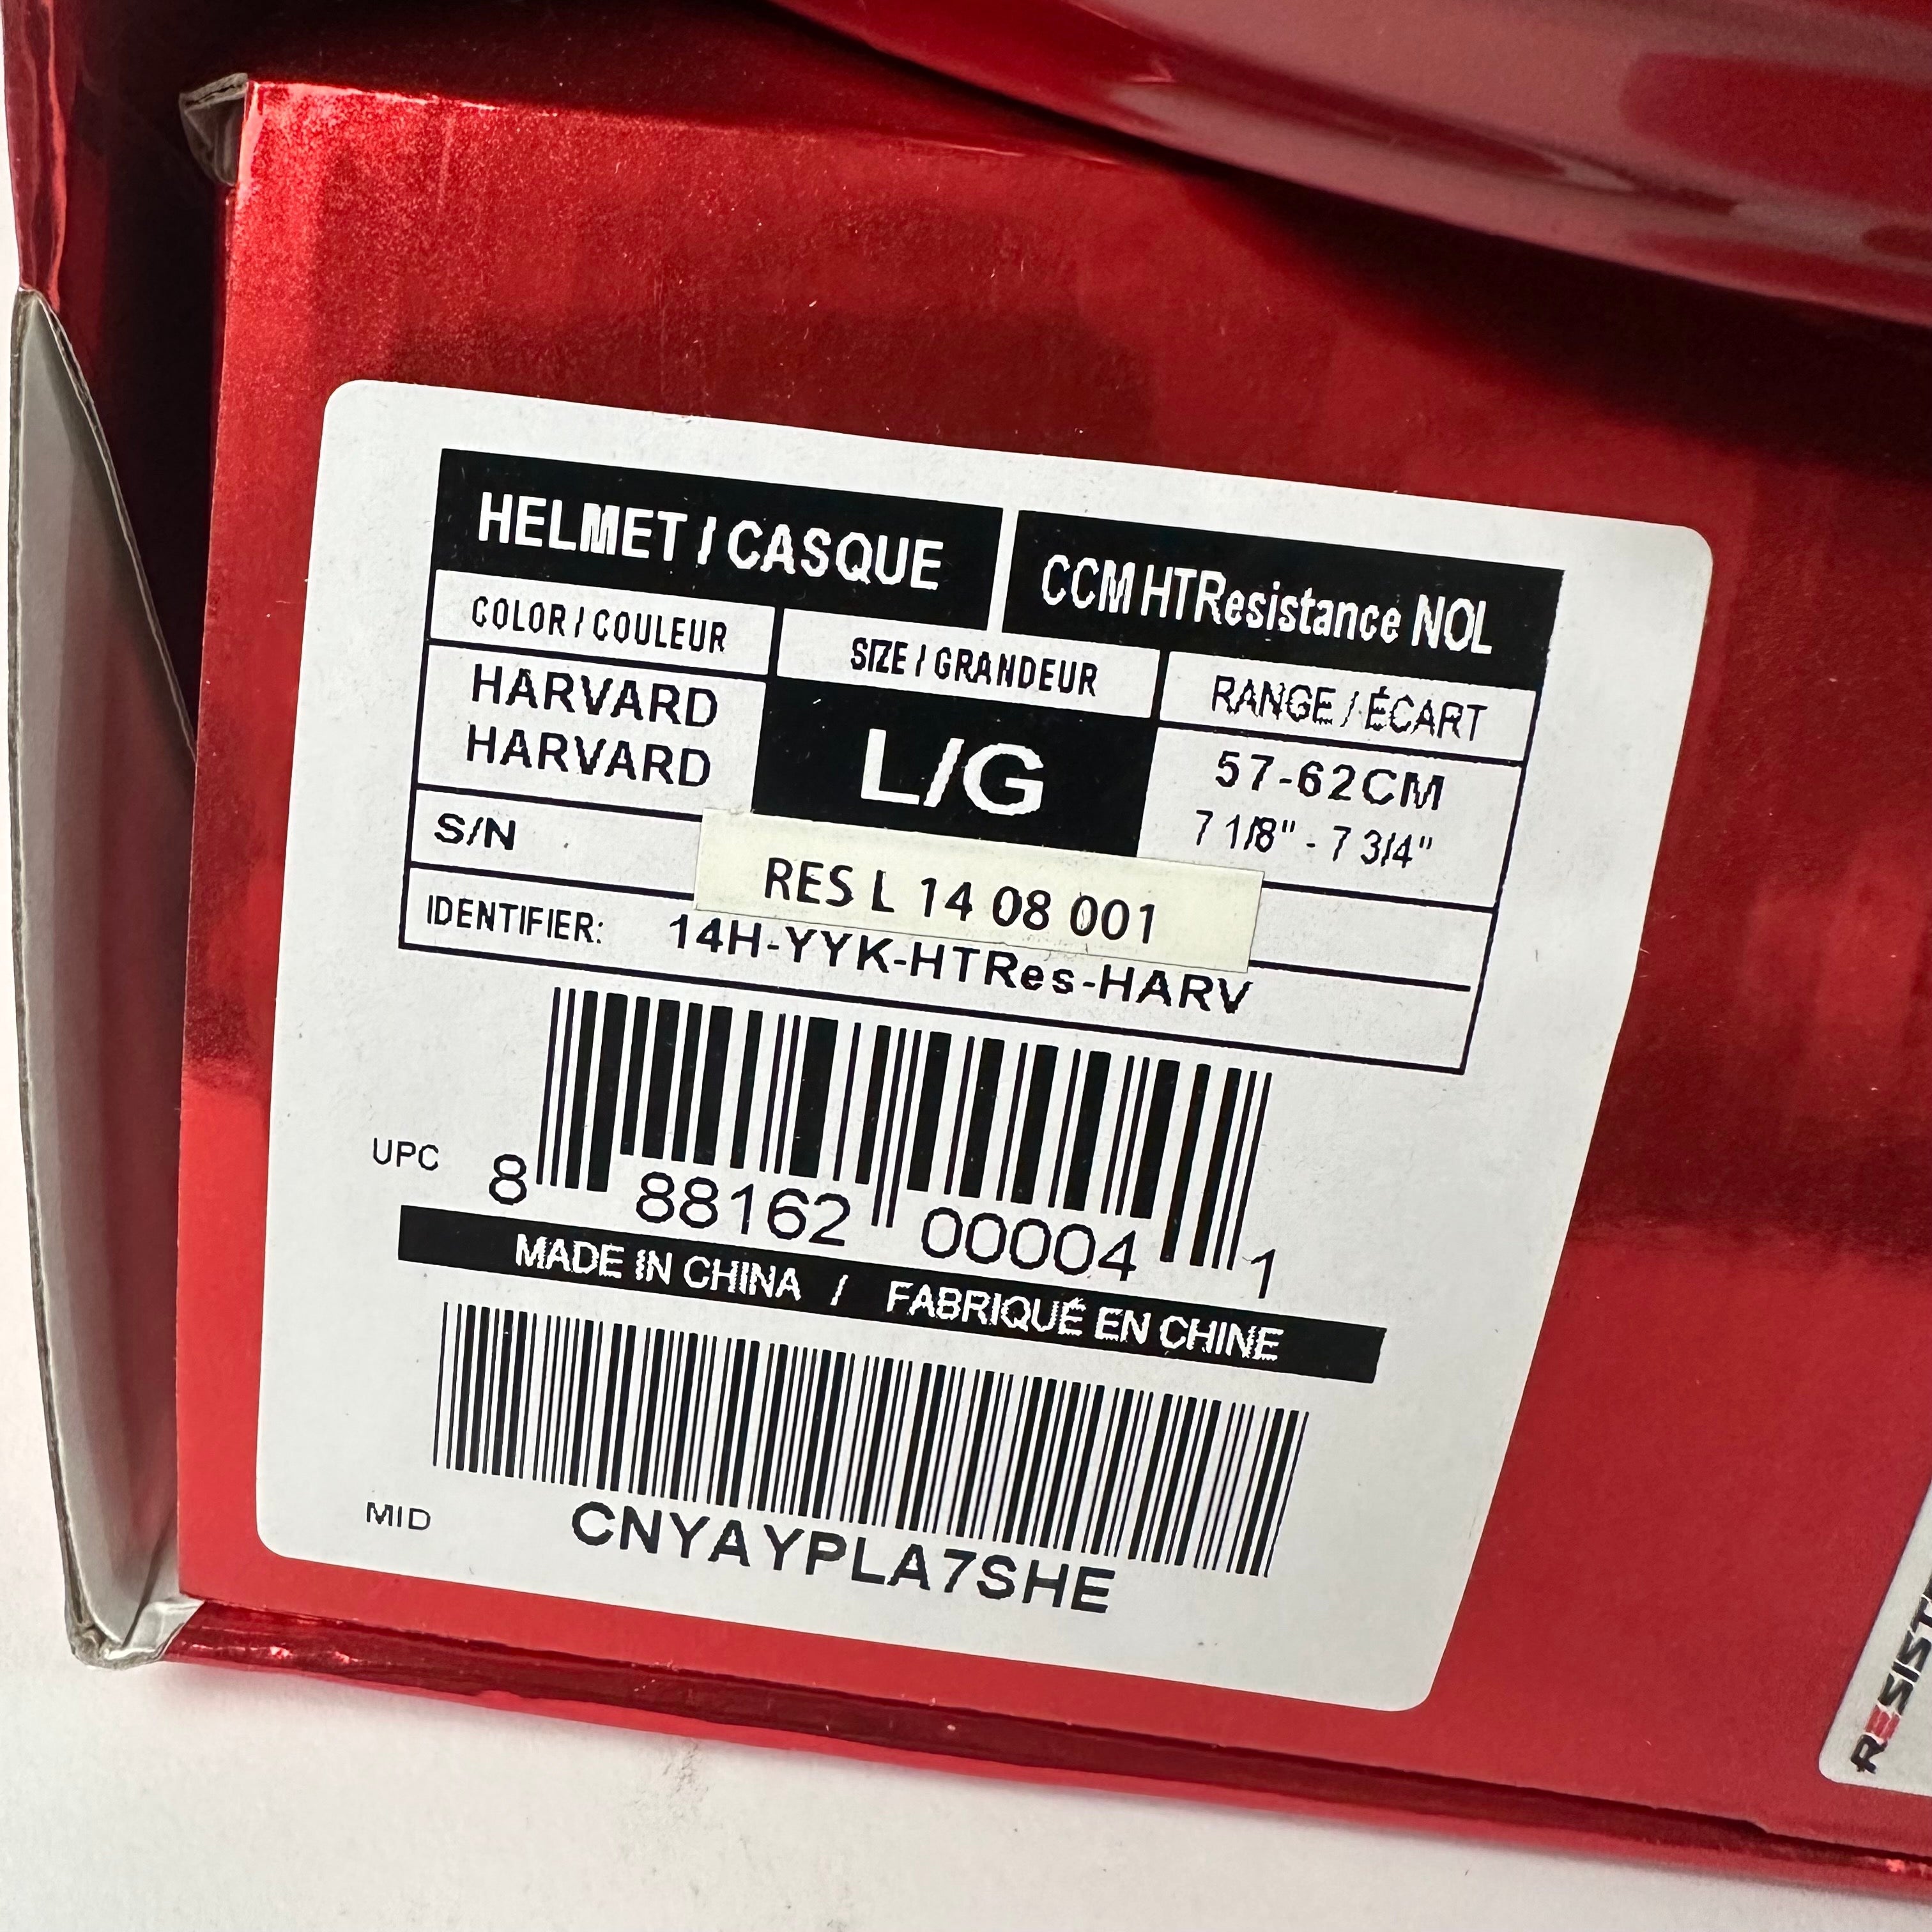 HELMET / CASQUE
CCM HTResistance NOL
COLOR / COULEUR
SIZE / GRANDEUR
RANGE / ÉCART
HARVARD
HARVARD
L/G
57-62CM
7 1/8" - 7 3/4"
S/N
RES L 14 08 001
IDENTIFIER: 14H-YYK-HTRes-HARV
UPC 8 88162 00004 1
MADE IN CHINA / FABRIQUÉ EN CHINE
MID CNYAYPLA7SHE